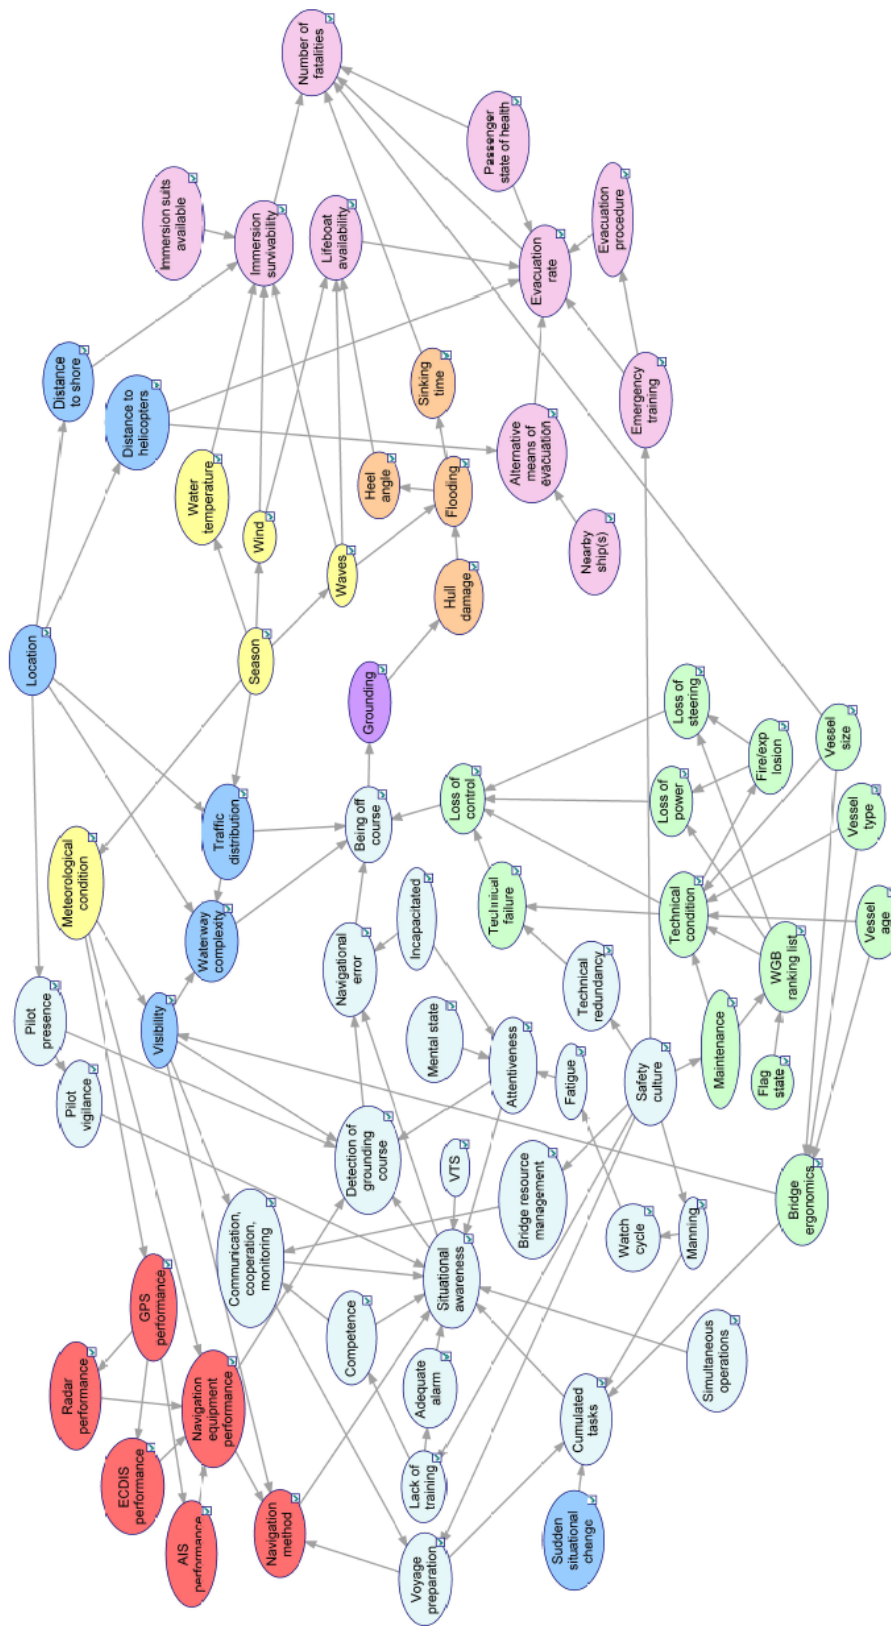 Radar
performance
GPS
performance
ECDIS
performance
AIS
performance
Navigation
equipment
performance
Navigation
method
Voyage
preparation
Lack of
training
Adequate
alarm
Competence
Communication,
cooperation,
monitoring
Sudden
situational
change
Cumulated
tasks
Simultaneous
operations
Situational
awareness
VTS
Detection of
grounding
course
Pilot
vigilance
Pilot
presence
Visibility
Meteorological
condition
Waterway
complexity
Traffic
distribution
Navigational
error
Being off
course
Incapacitated
Mental state
Attentiveness
Fatigue
Bridge resource
management
Watch
cycle
Manning
Safety
culture
Technical
redundancy
Technical
failure
Loss of
control
Bridge
ergonomics
Flag
state
Maintenance
WGB
ranking list
Technical
condition
Loss of
power
Loss of
steering
Fire/exp
losion
Vessel
age
Vessel
type
Vessel
size
Location
Season
Grounding
Hull
damage
Flooding
Heel
angle
Sinking
time
Waves
Wind
Water
temperature
Distance to
helicopters
Distance
to shore
Nearby
ship(s)
Alternative
means of
evacuation
Emergency
training
Evacuation
procedure
Evacuation
rate
Passenger
state of health
Lifeboat
availability
Immersion
survivability
Immersion suits
available
Number of
fatalities